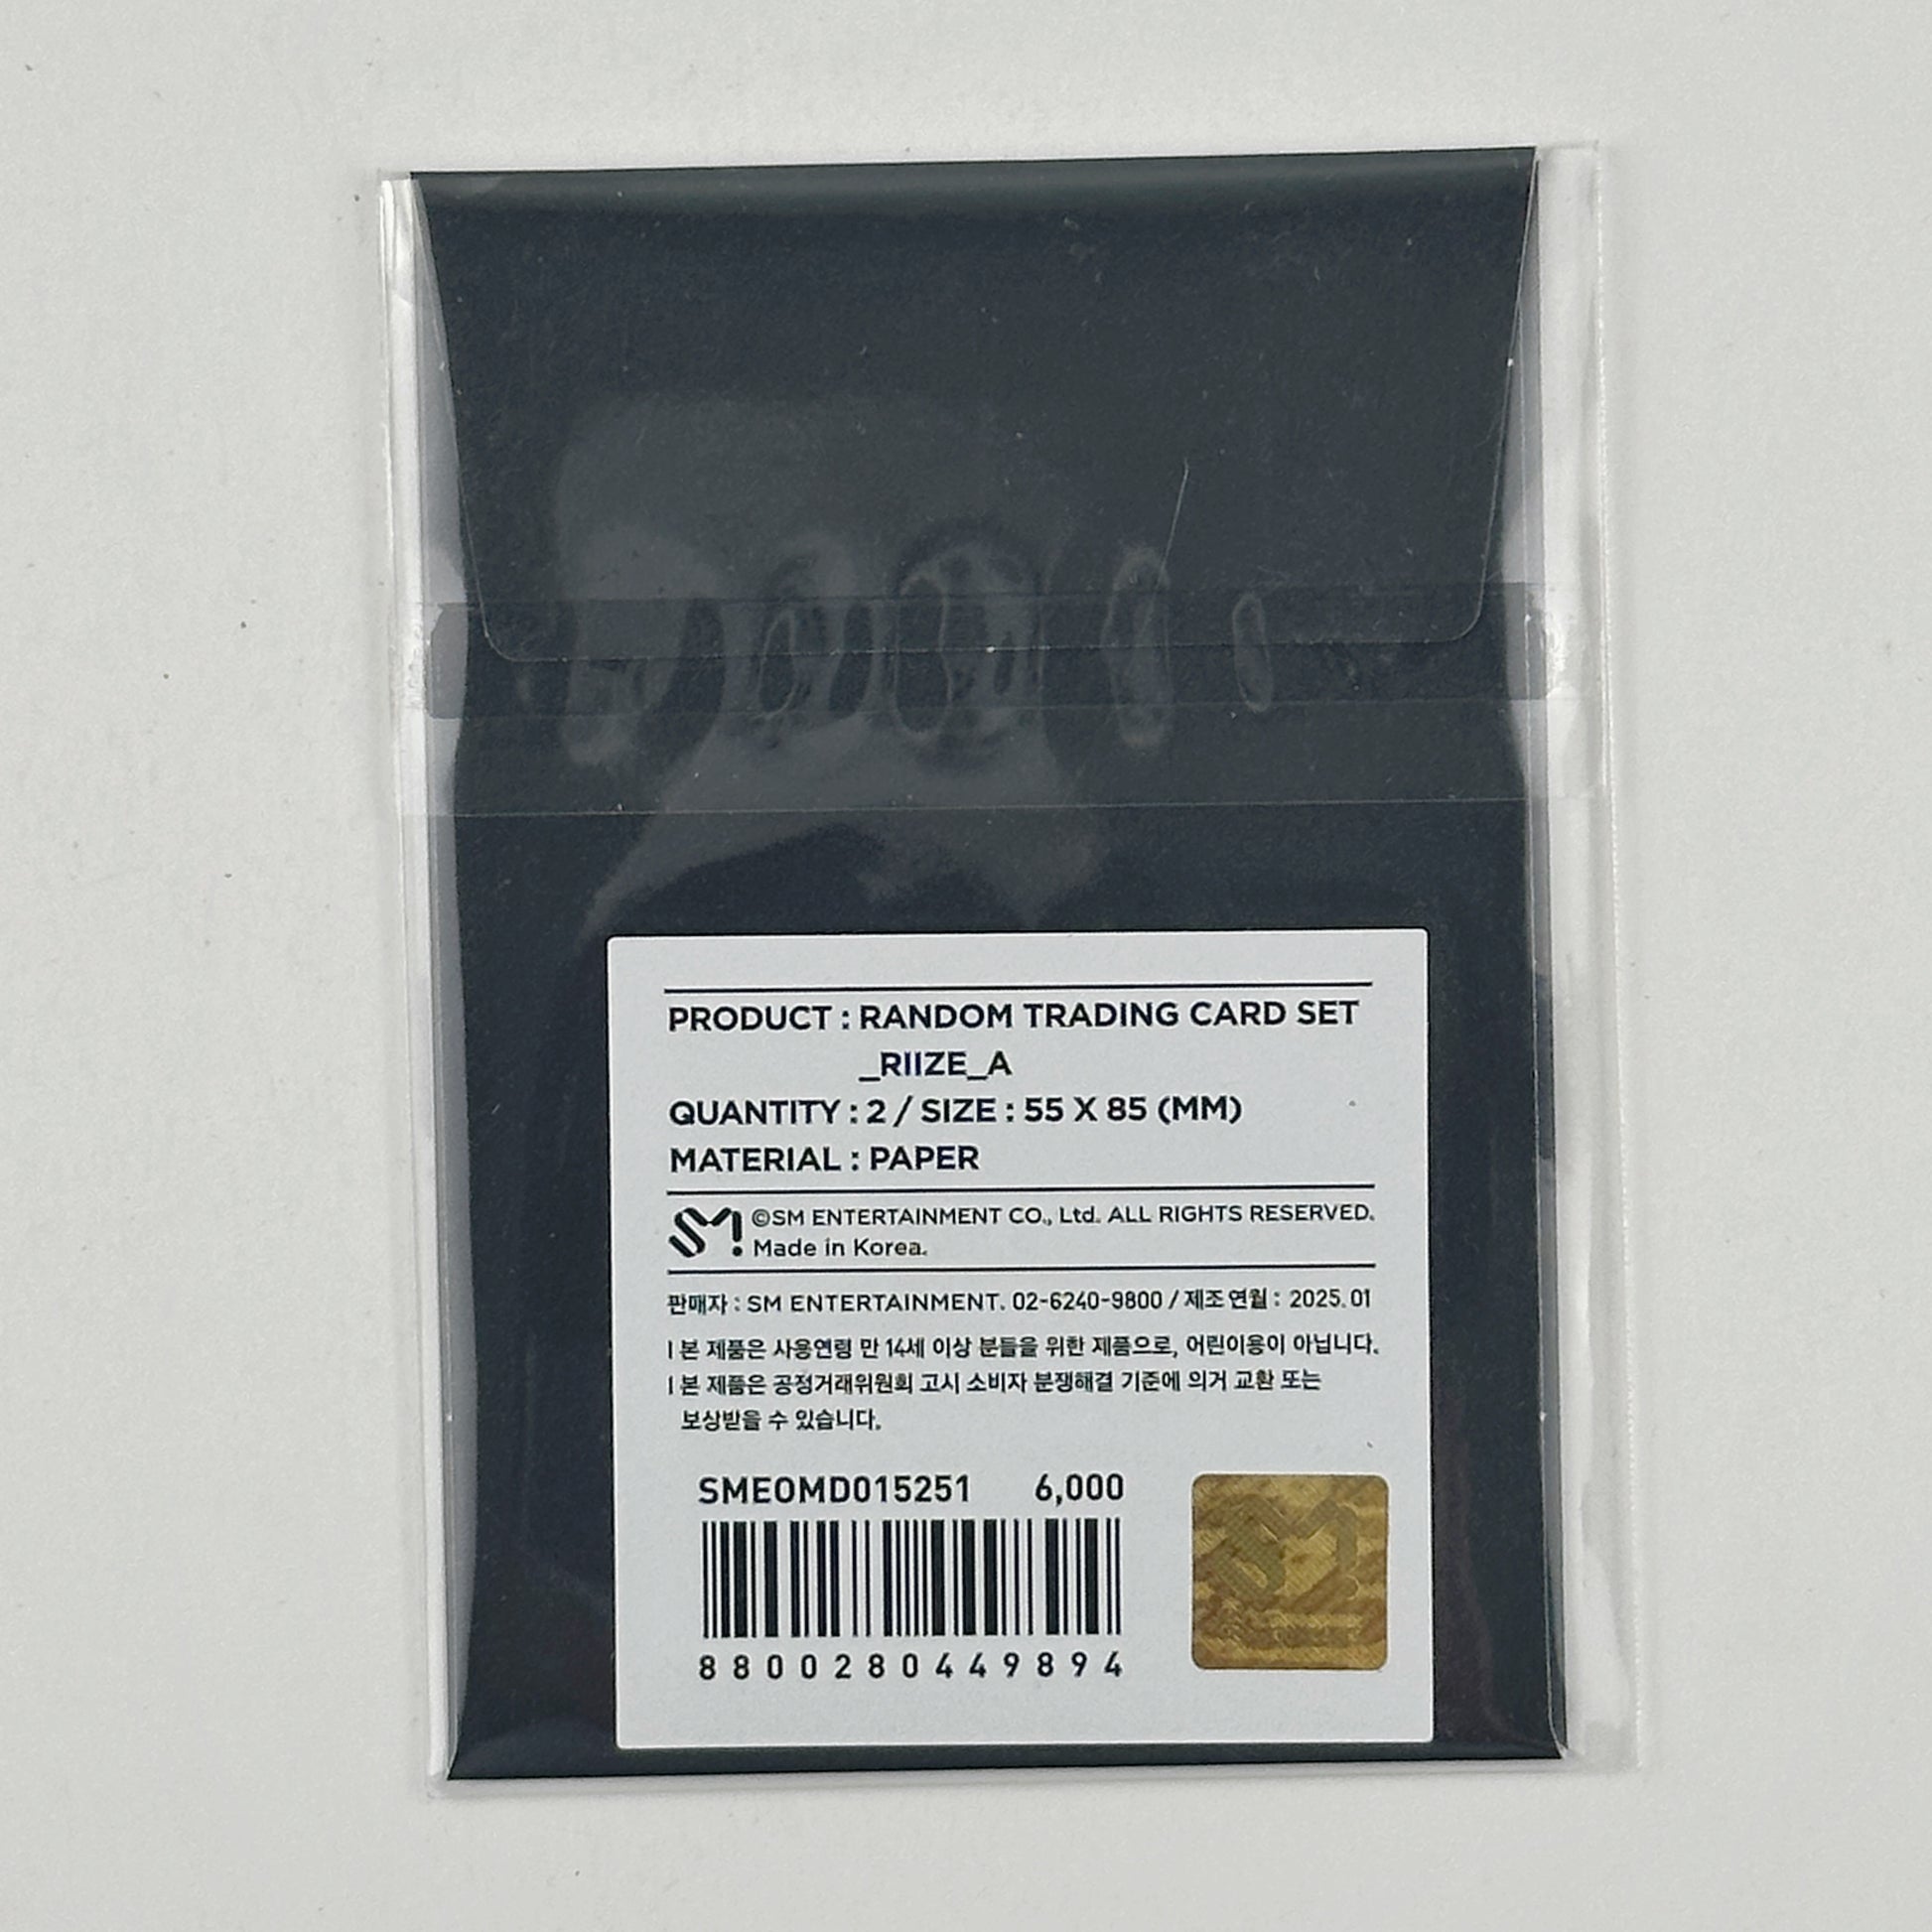 PRODUCT : RANDOM TRADING CARD SET
_RIIZE_A
QUANTITY : 2 / SIZE : 55 X 85 (MM)
MATERIAL : PAPER
SM
©SM ENTERTAINMENT CO., Ltd. ALL RIGHTS RESERVED.
Made in Korea.
판매자 : SM ENTERTAINMENT. 02-6240-9800 / 제조연월 : 2025.01
l 본 제품은 사용연령 만 14세 이상 분들을 위한 제품으로, 어린이용이 아닙니다.
l 본 제품은 공정거래위원회 고시 소비자 분쟁해결 기준에 의거 교환 또는
보상받을 수 있습니다.
SMEOMD015251 6,000
8800280449894
SM